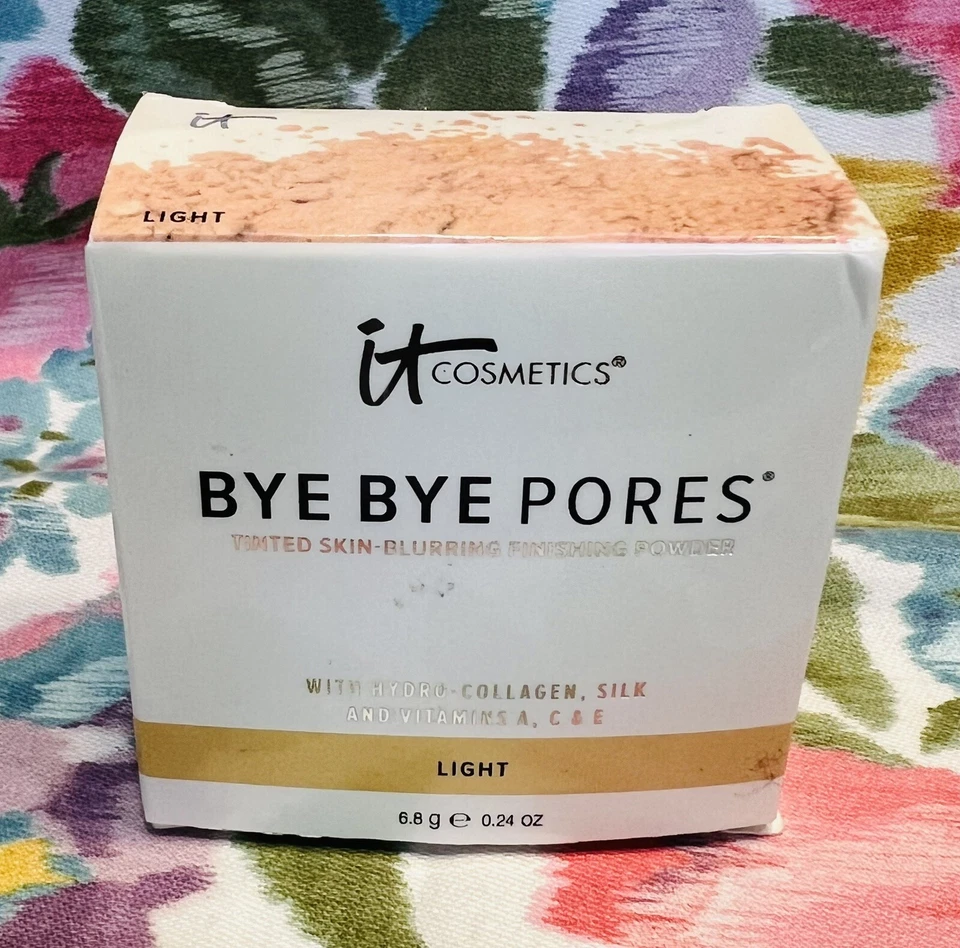 it
LIGHT
it COSMETICS®
BYE BYE PORES®
TINTED SKIN-BLURRING FINISHING POWDER
WITH HYDRO-COLLAGEN, SILK
AND VITAMINS A, C & E
LIGHT
6.8 g ℮ 0.24 OZ